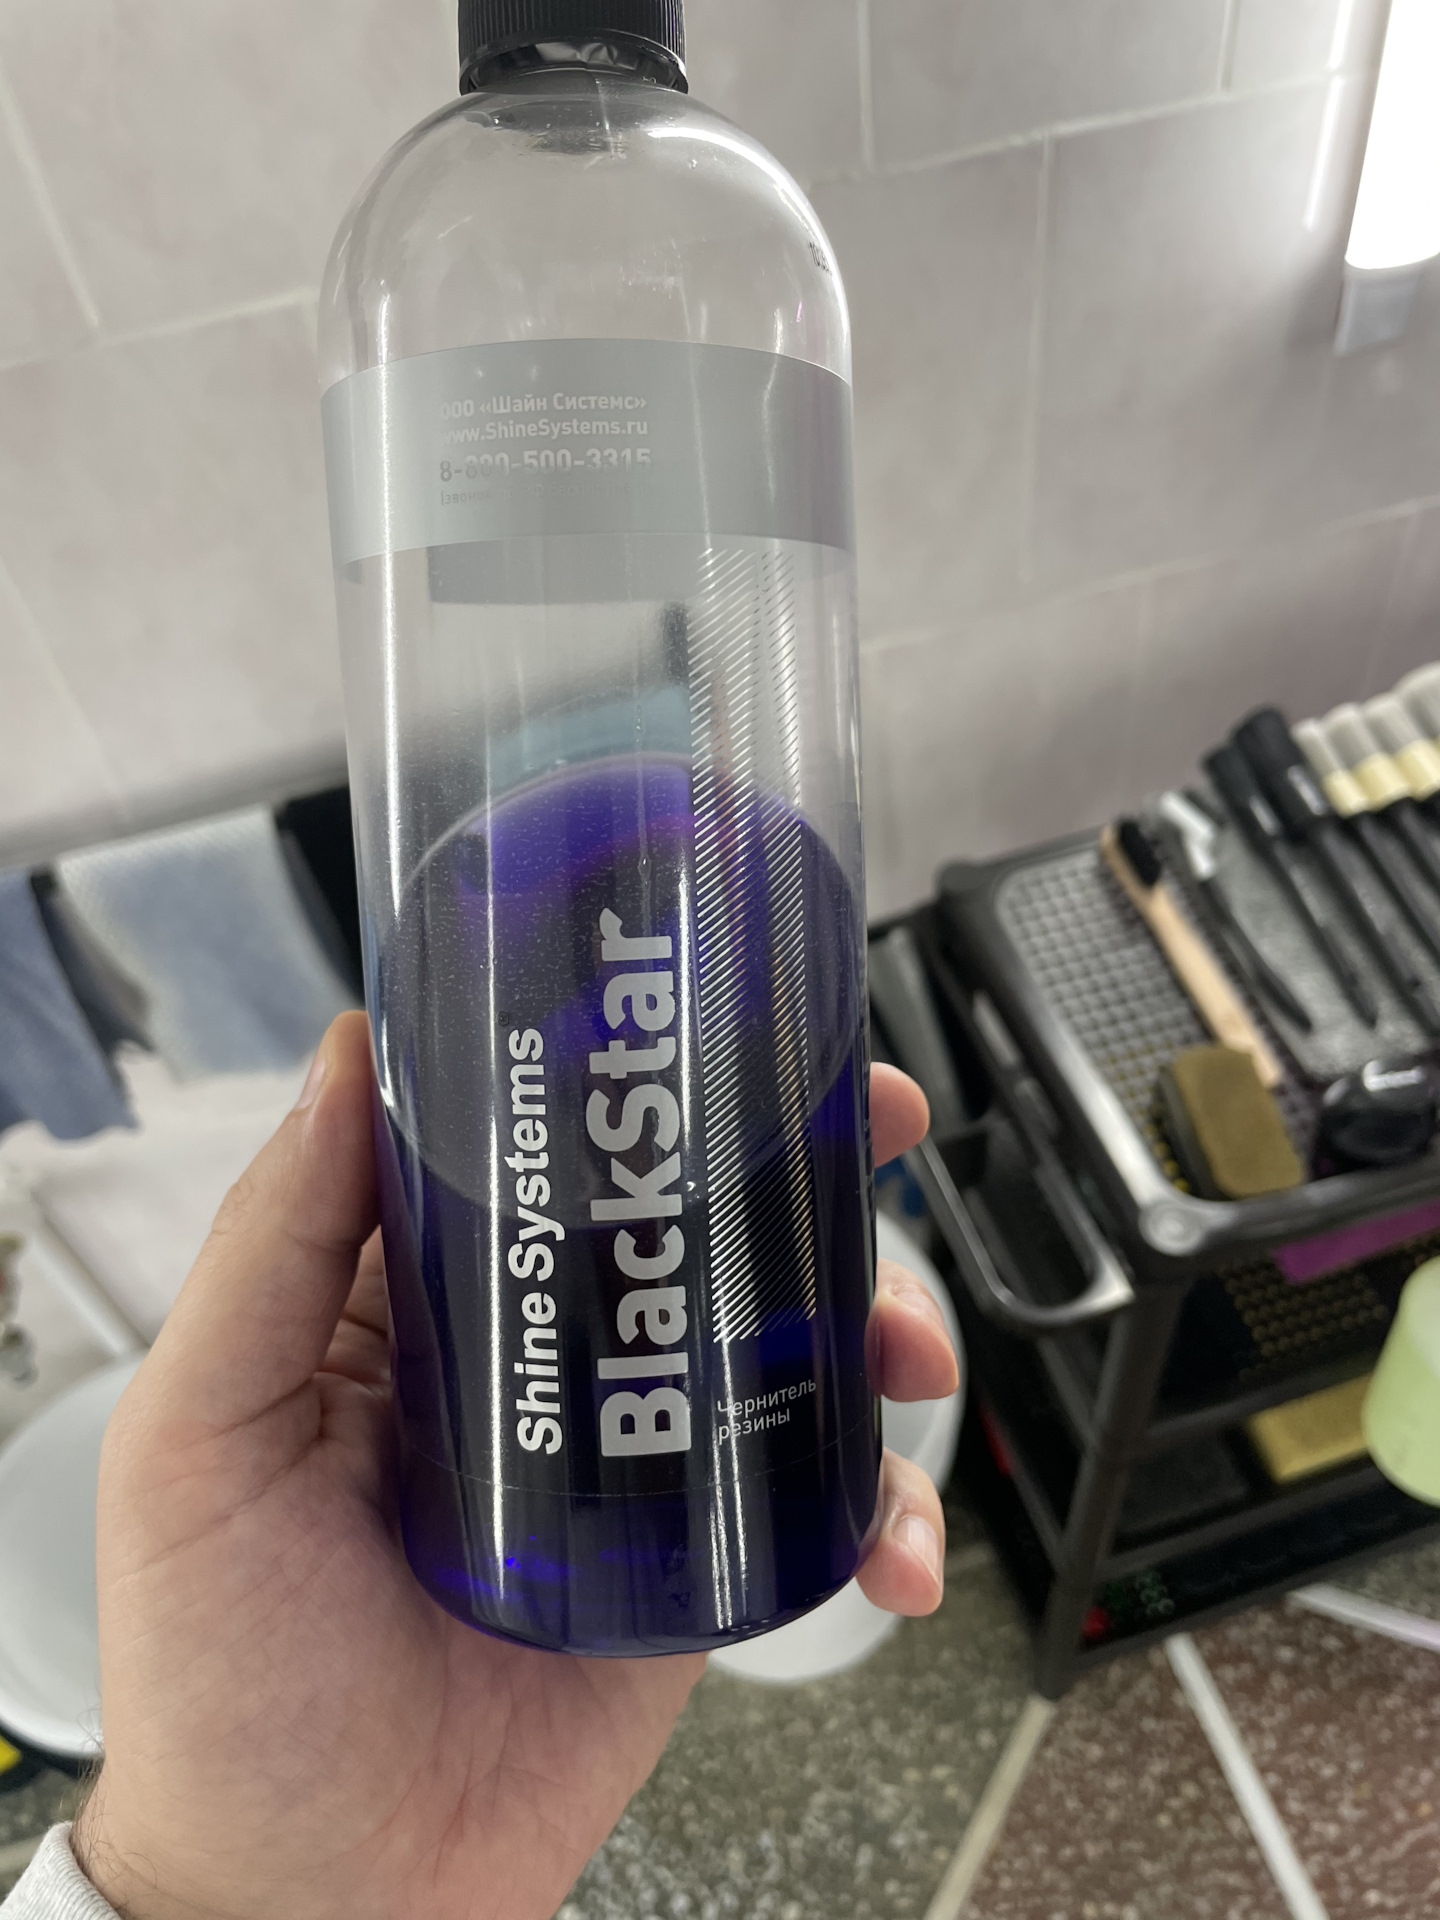 ООО «Шайн Системс»
www.ShineSystems.ru
8-800-500-3315
Shine Systems®
BlackStar
Чернитель
резины